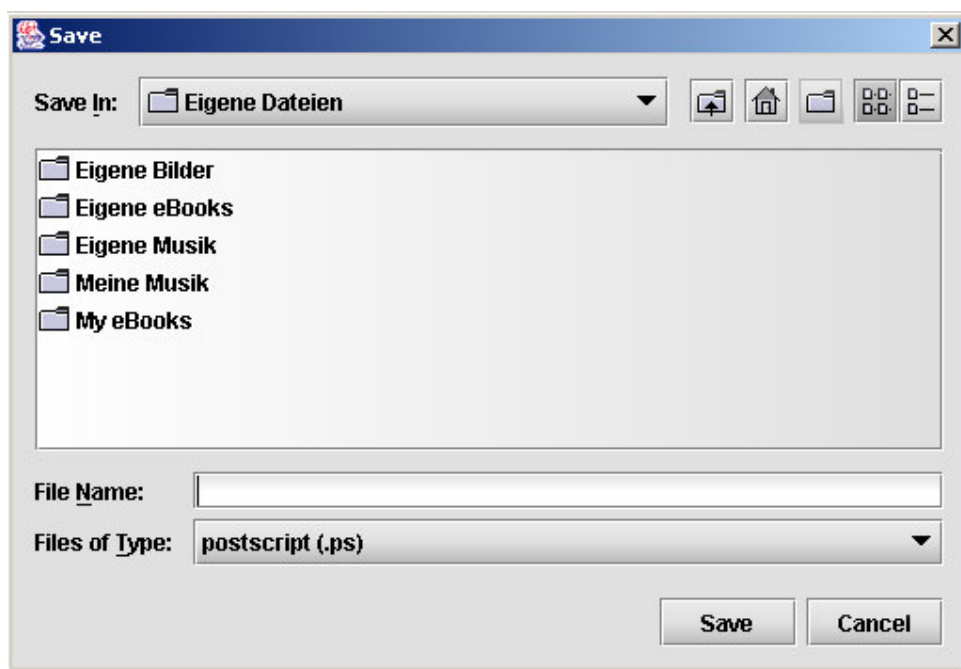 Save
Save In: Eigene Dateien
Eigene Bilder
Eigene eBooks
Eigene Musik
Meine Musik
My eBooks
File Name:
Files of Type: postscript (.ps)
Save Cancel